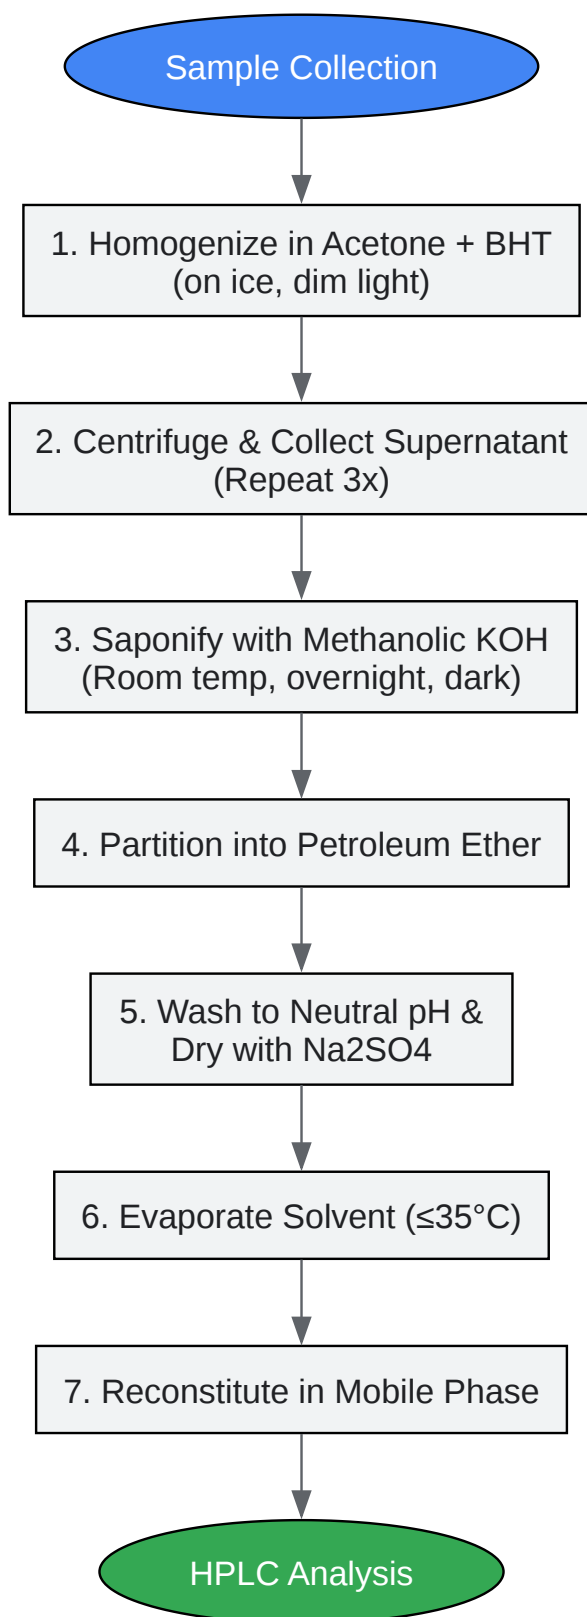 Sample Collection
1. Homogenize in Acetone + BHT
(on ice, dim light)
2. Centrifuge & Collect Supernatant
(Repeat 3x)
3. Saponify with Methanolic KOH
(Room temp, overnight, dark)
4. Partition into Petroleum Ether
5. Wash to Neutral pH &
Dry with Na2SO4
6. Evaporate Solvent (≤35°C)
7. Reconstitute in Mobile Phase
HPLC Analysis